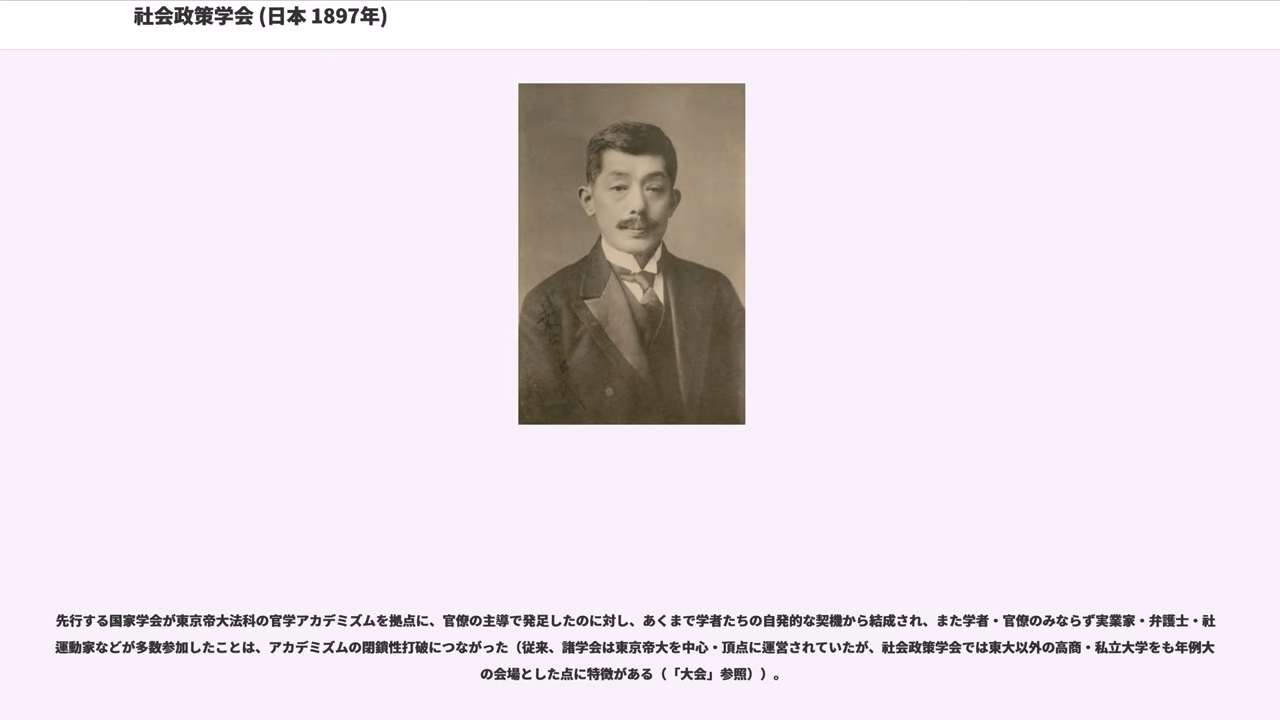 社会政策学会 (日本 1897年)
先行する国家学会が東京帝大法科の官学アカデミズムを拠点に、官僚の主導で発足したのに対し、あくまで学者たちの自発的な契機から結成され、また学者・官僚のみならず実業家・弁護士・社
運動家などが多数参加したことは、アカデミズムの閉鎖性打破につながった（従来、諸学会は東京帝大を中心・頂点に運営されていたが、社会政策学会では東大以外の高商・私立大学をも年例大
の会場とした点に特徴がある（「大会」参照））。